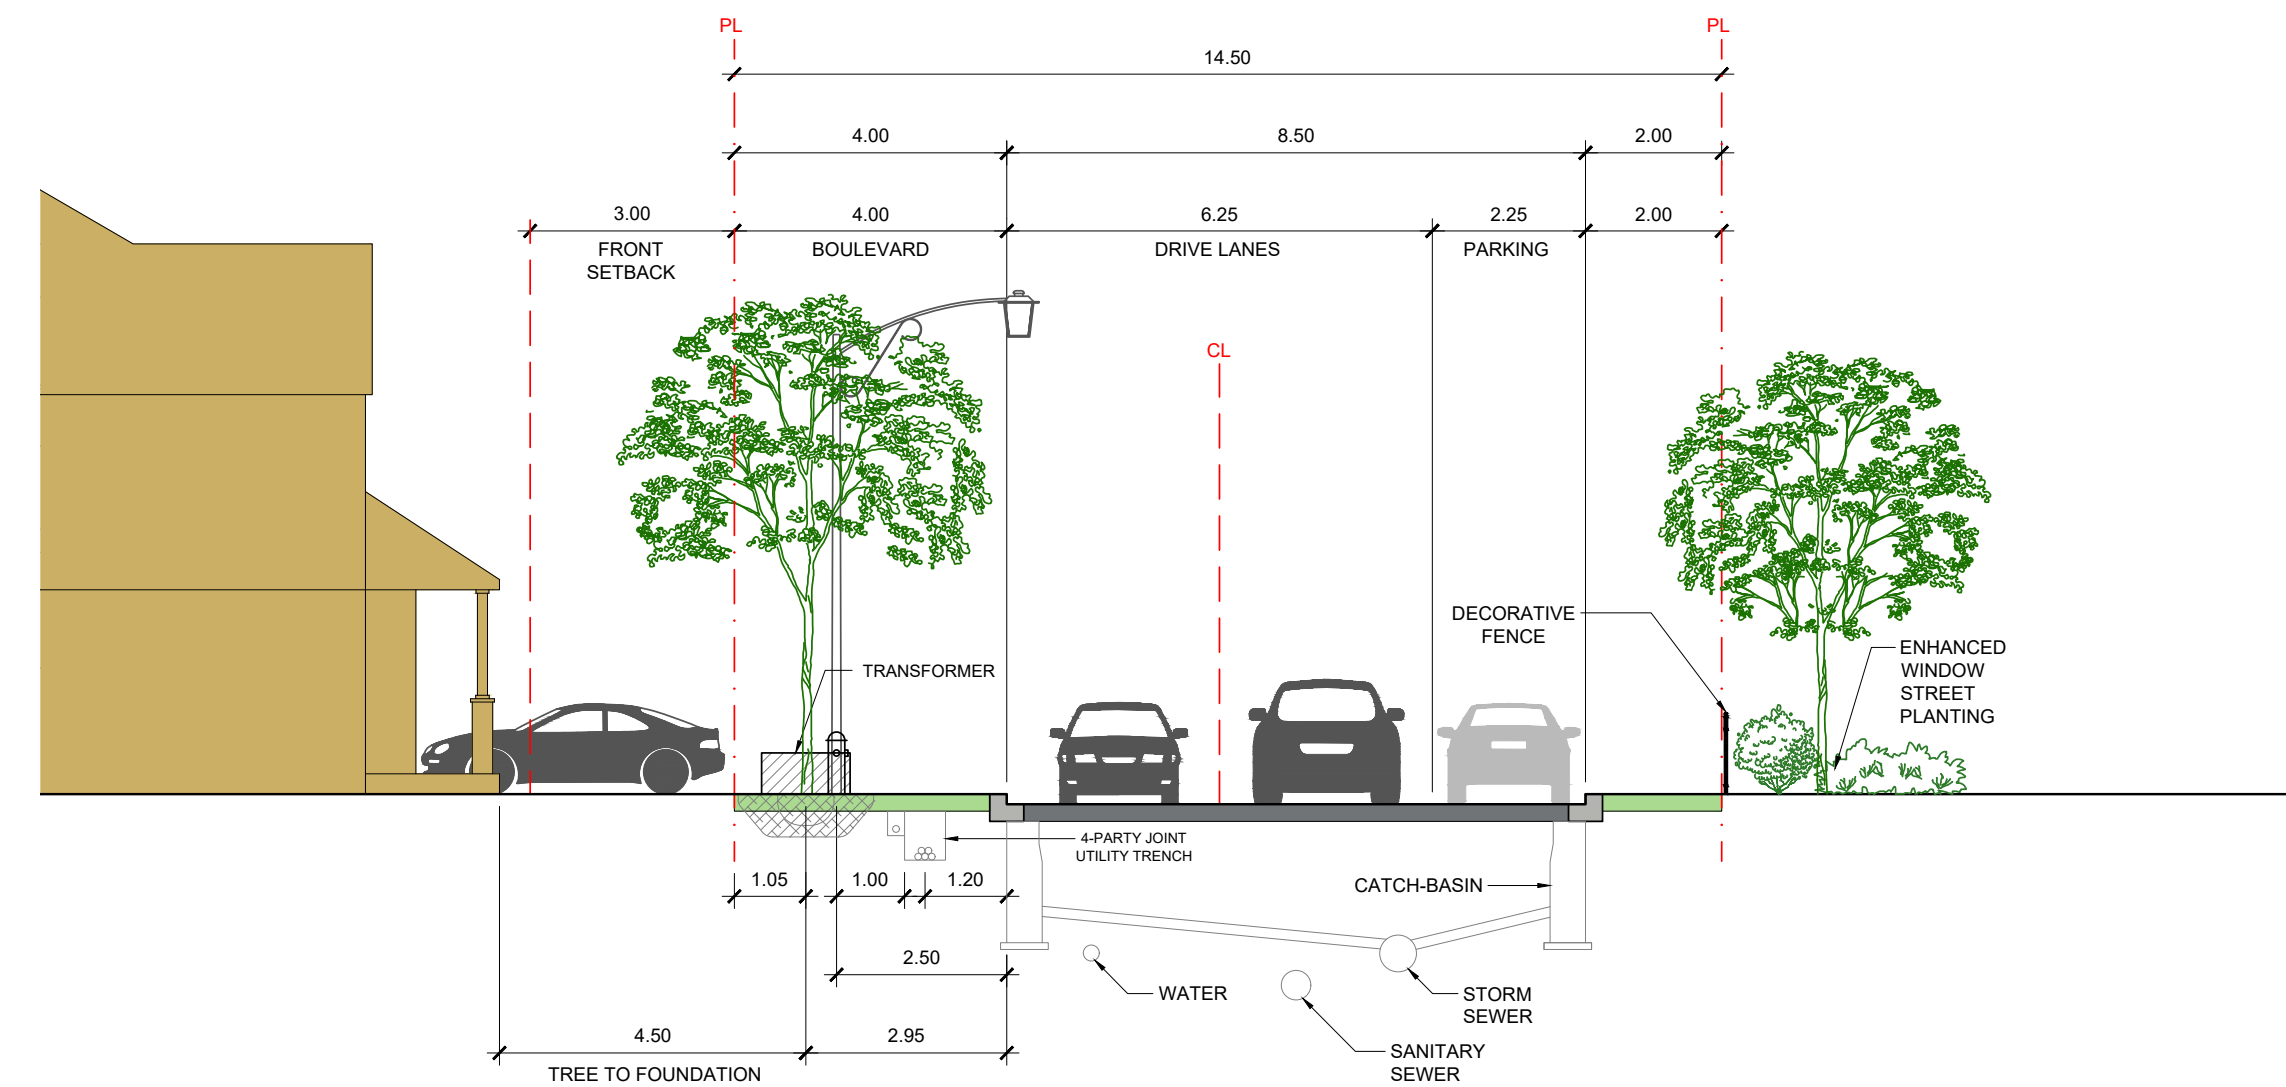 PL
PL
14.50
4.00
8.50
2.00
3.00
4.00
6.25
2.25
2.00
FRONT
SETBACK
BOULEVARD
DRIVE LANES
PARKING
CL
DECORATIVE
FENCE
ENHANCED
WINDOW
STREET
PLANTING
TRANSFORMER
4-PARTY JOINT
UTILITY TRENCH
1.05
1.00
1.20
CATCH-BASIN
2.50
WATER
STORM
SEWER
4.50
2.95
SANITARY
SEWER
TREE TO FOUNDATION